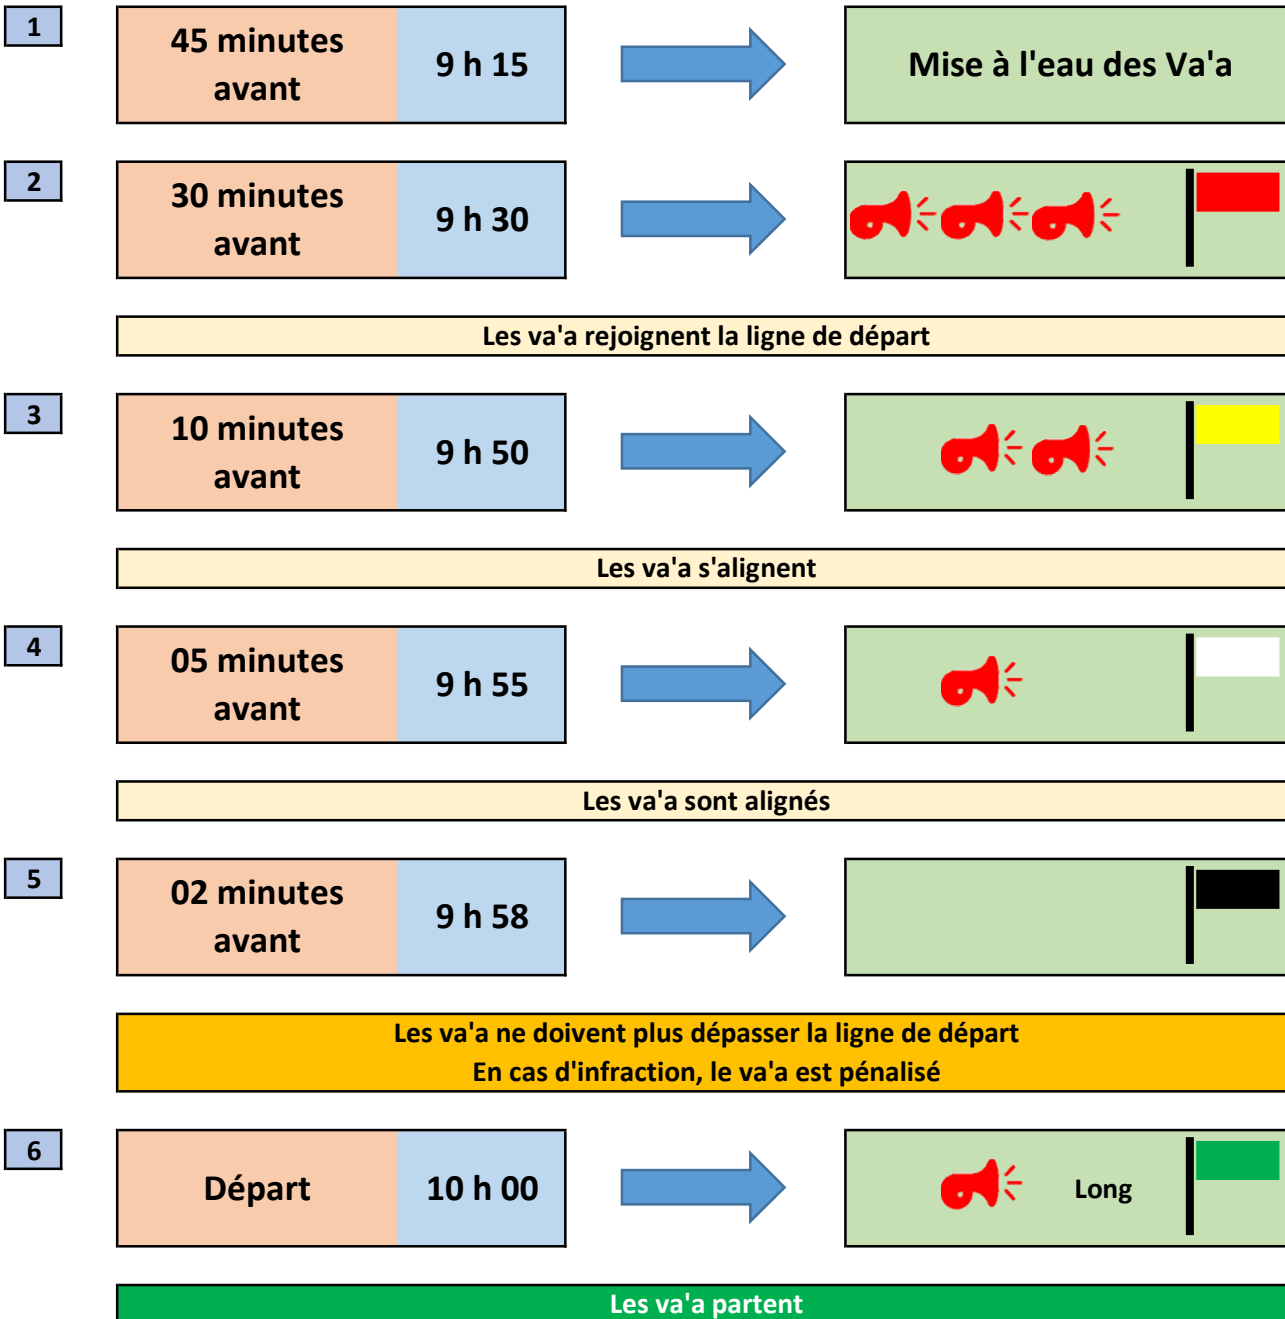 1
45 minutes
avant
9 h 15
Mise à l'eau des Va'a
2
30 minutes
avant
9 h 30
Les va'a rejoignent la ligne de départ
3
10 minutes
avant
9 h 50
Les va'a s'alignent
4
05 minutes
avant
9 h 55
Les va'a sont alignés
5
02 minutes
avant
9 h 58
Les va'a ne doivent plus dépasser la ligne de départ
En cas d'infraction, le va'a est pénalisé
6
Départ
10 h 00
Long
Les va'a partent